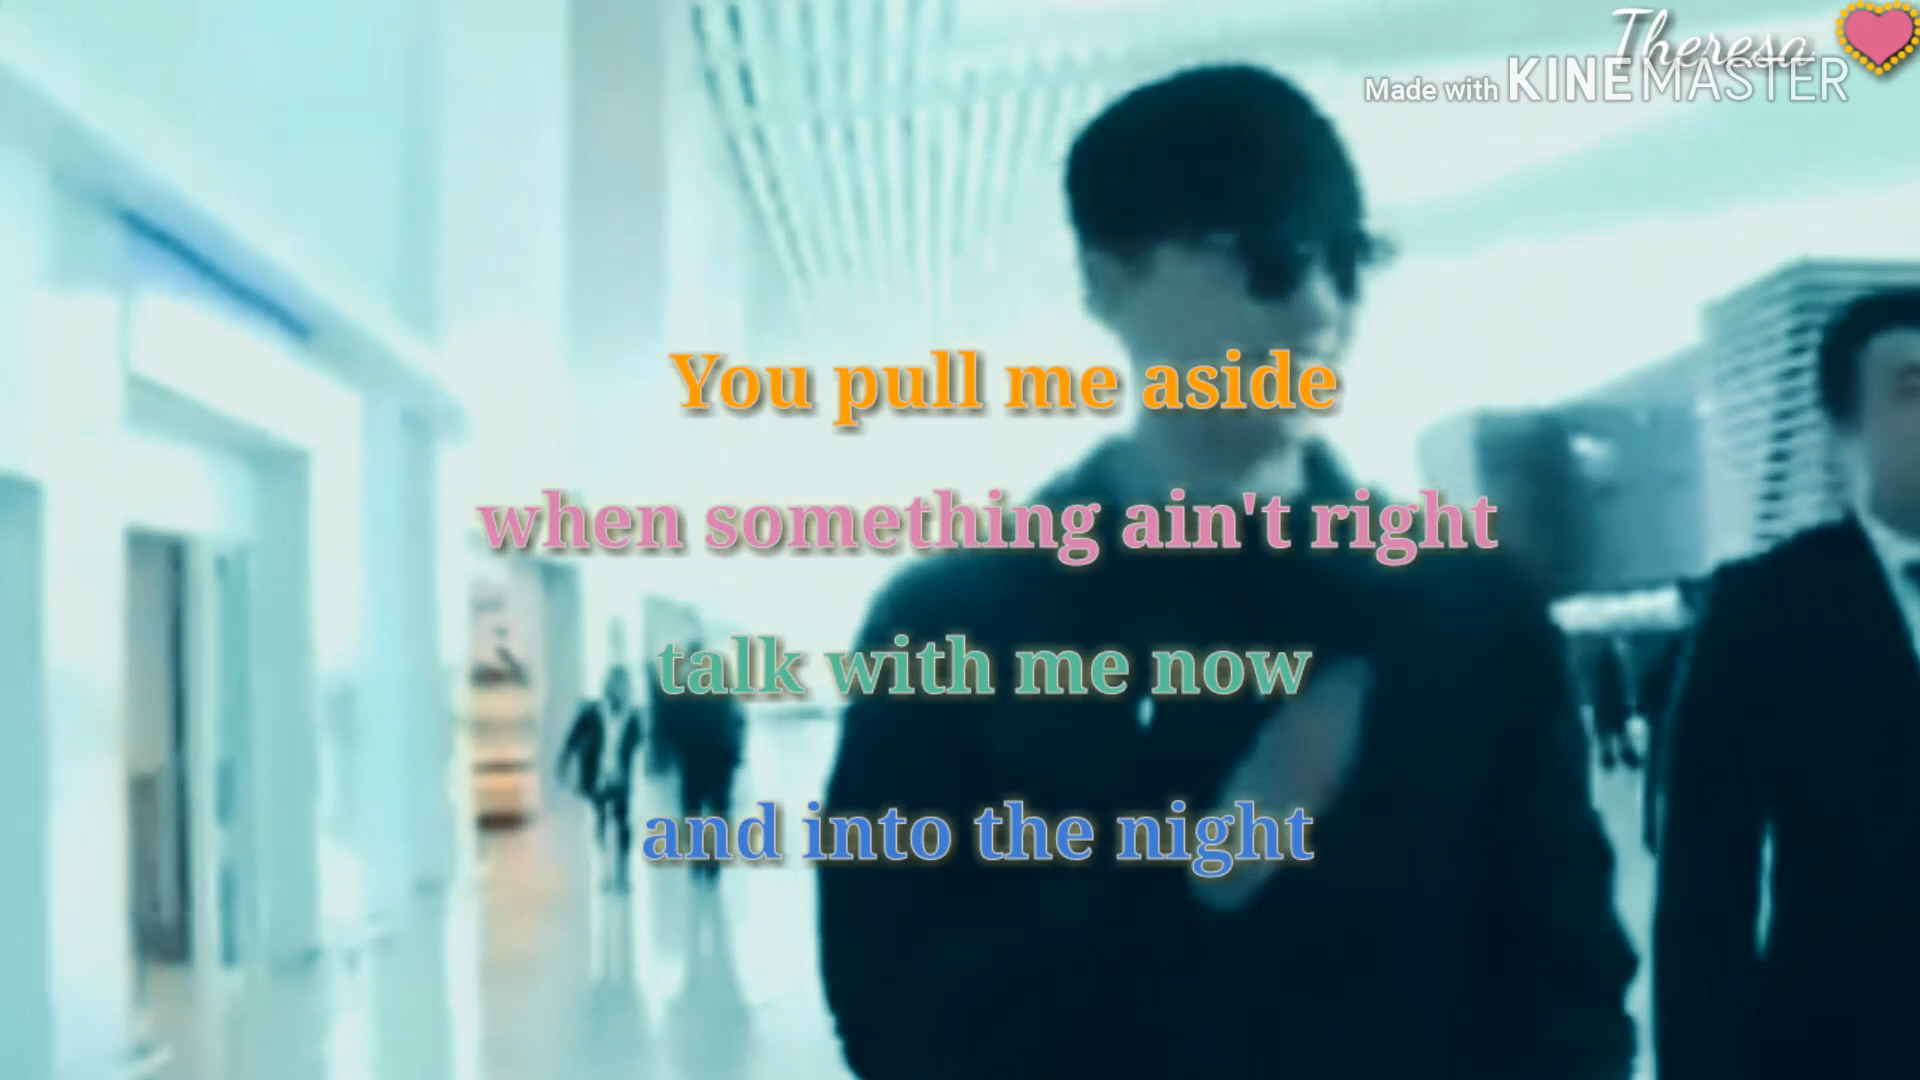 Theresa
Made with KINEMASTER
You pull me aside
when something ain't right
talk with me now
and into the night